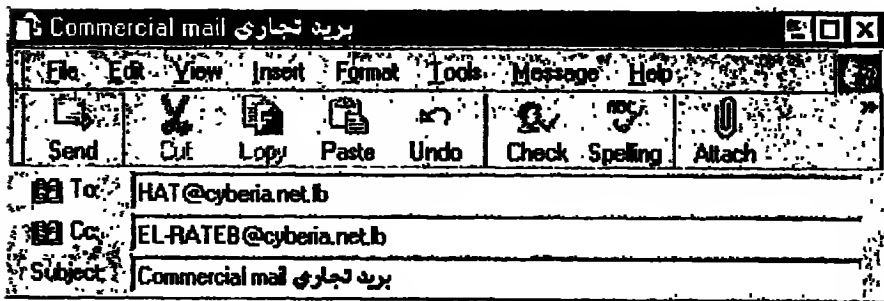 Commercial mail بريد تجاري
File Edit View Insert Format Tools Message Help
Send Cut Copy Paste Undo Check Spelling Attach
To: HAT@cyberia.net.lb
Cc: EL-RATEB@cyberia.net.lb
Subject: Commercial mail بريد تجاري